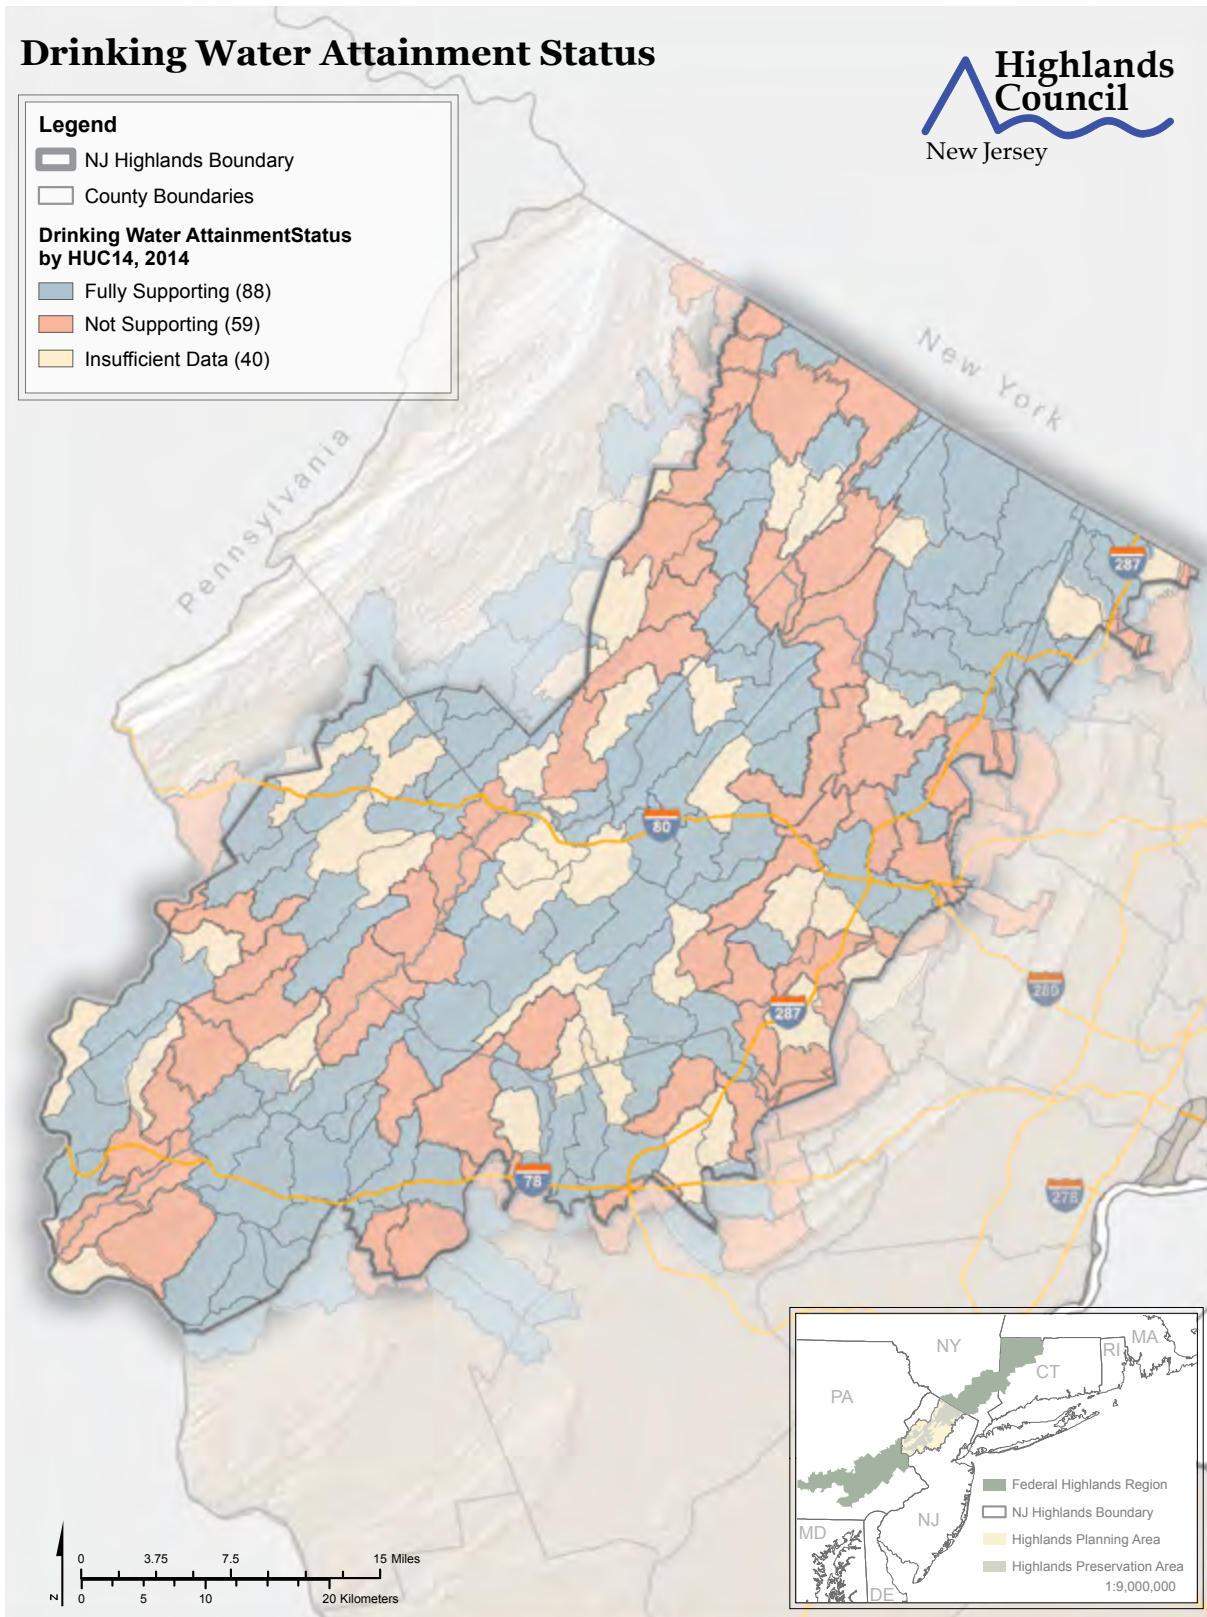 Drinking Water Attainment Status
Highlands
Council
New Jersey
Legend
NJ Highlands Boundary
County Boundaries
Drinking Water AttainmentStatus
by HUC14, 2014
Fully Supporting (88)
Not Supporting (59)
Insufficient Data (40)
New York
Pennsylvania
287
80
287
280
78
278
NY
MA
RI
CT
PA
NJ
MD
DE
Federal Highlands Region
NJ Highlands Boundary
Highlands Planning Area
Highlands Preservation Area
1:9,000,000
N
0 3.75 7.5 15 Miles
0 5 10 20 Kilometers